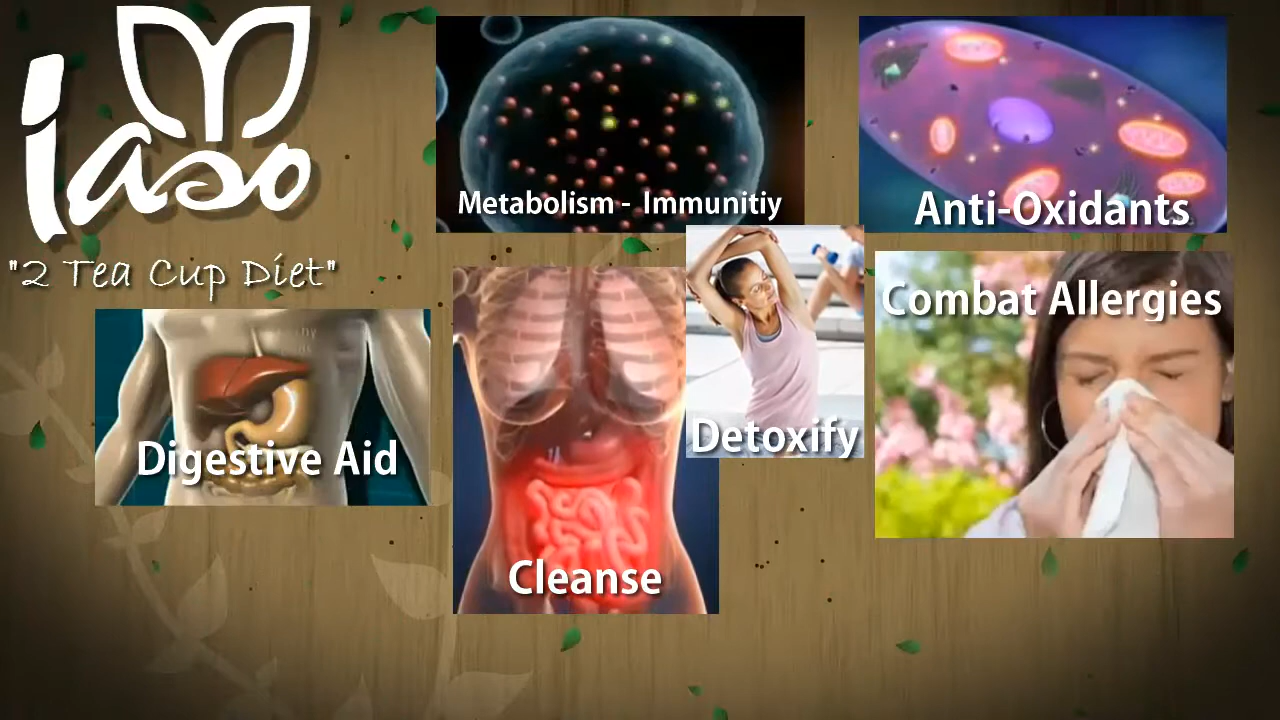 iaso
"2 Tea Cup Diet"
Metabolism - Immunitiy
Anti-Oxidants
Digestive Aid
Cleanse
Detoxify
Combat Allergies